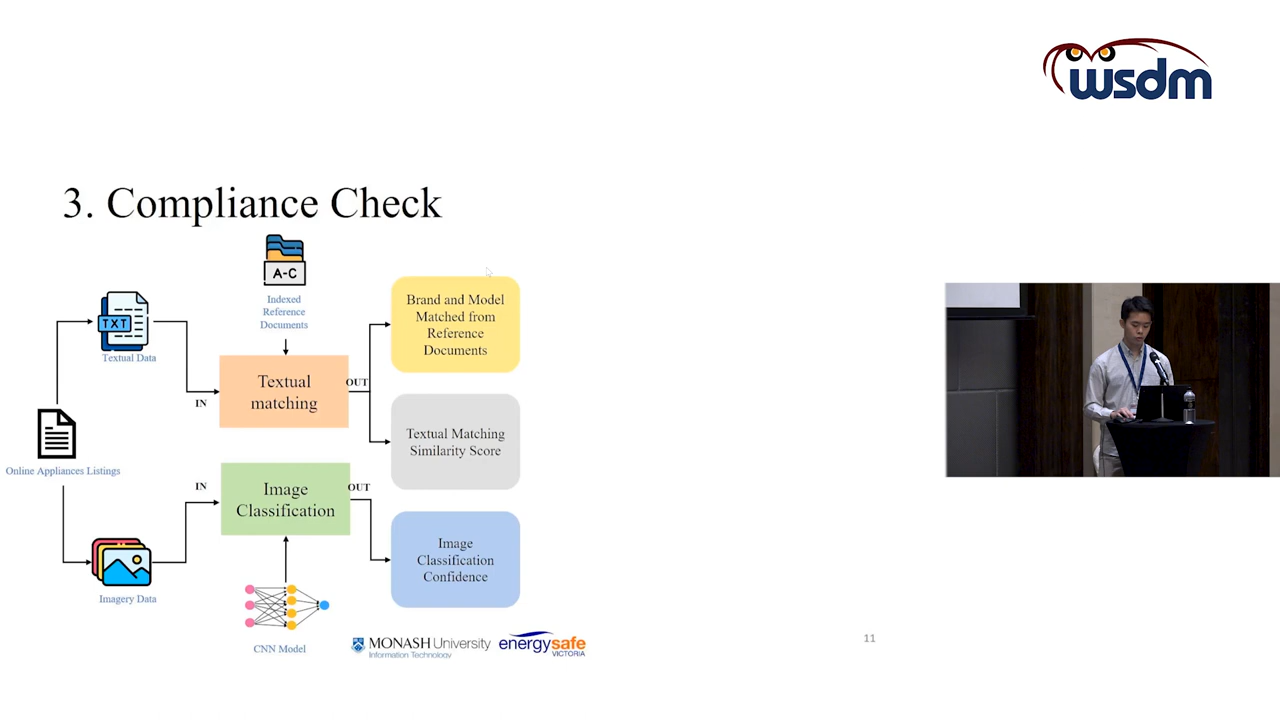 wsdm
3. Compliance Check
A-C
Indexed
Reference
Documents
TXT
Textual Data
Online Appliances Listings
Imagery Data
IN
Textual
matching
OUT
IN
Image
Classification
OUT
CNN Model
Brand and Model
Matched from
Reference
Documents
Textual Matching
Similarity Score
Image
Classification
Confidence
MONASH University
Information Technology
energysafe
VICTORIA
11